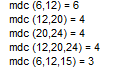 mdc (6,12) = 6
mdc (12,20) = 4
mdc (20,24) = 4
mdc (12,20,24) = 4
mdc (6,12,15) = 3